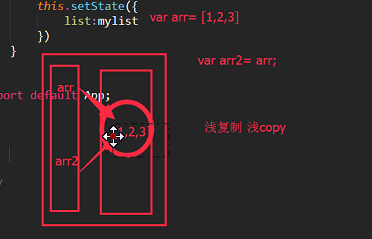 this.setState({
list:mylist
})
}
var arr= [1,2,3]
var arr2= arr;
port default App;
arr
1,2,3]
arr2
浅复制 浅copy